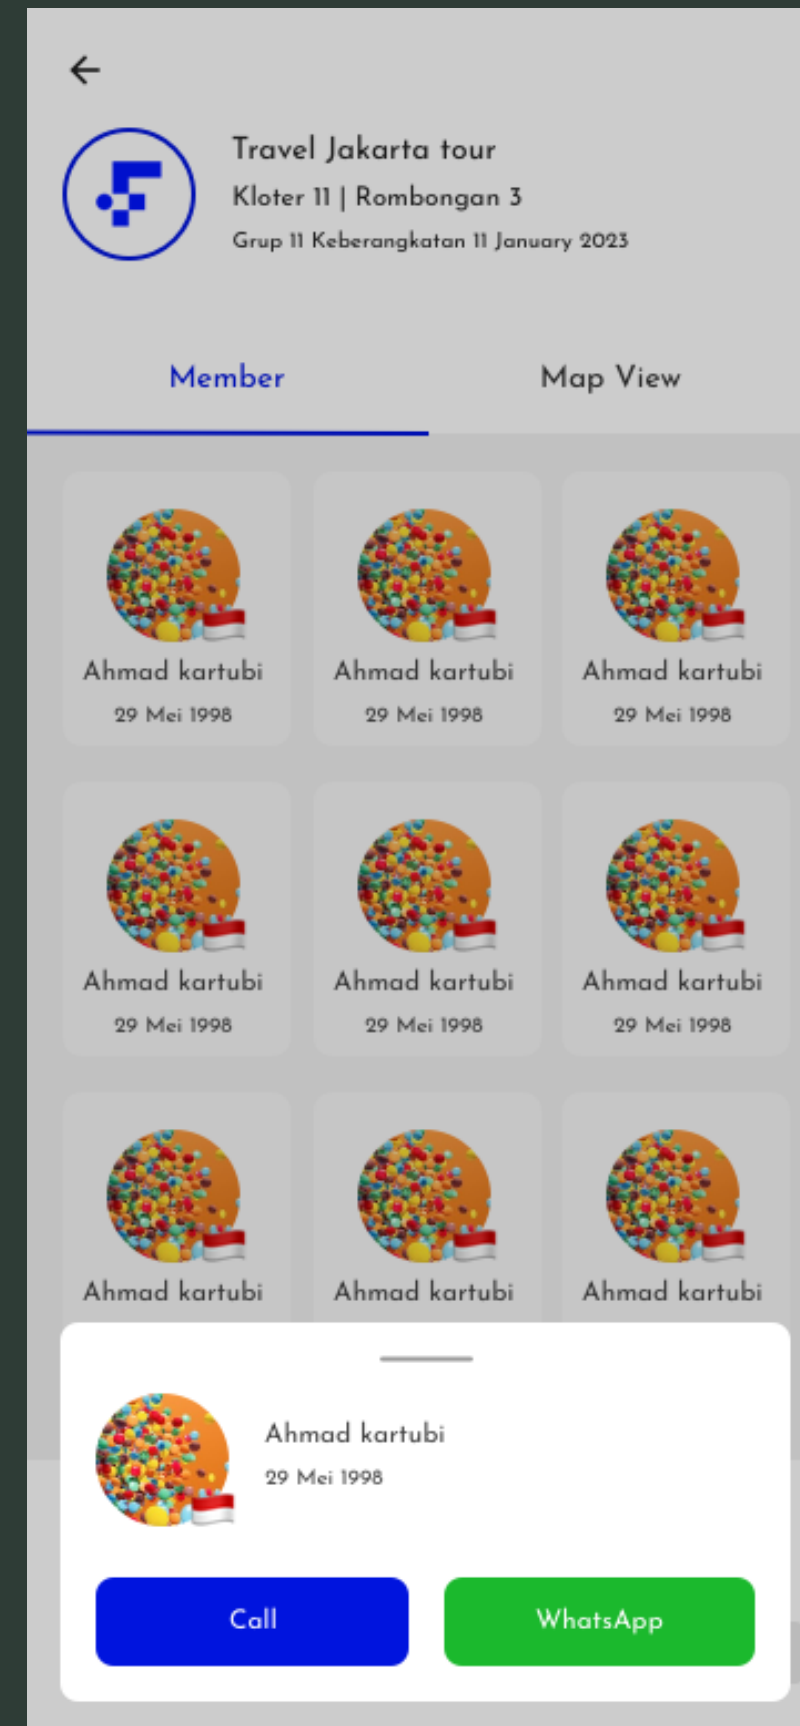 Travel Jakarta tour
Kloter 11 | Rombongan 3
Grup 11 Keberangkatan 11 January 2023
Member Map View
Ahmad kartubi Ahmad kartubi Ahmad kartubi
29 Mei 1998 29 Mei 1998 29 Mei 1998
Ahmad kartubi Ahmad kartubi Ahmad kartubi
29 Mei 1998 29 Mei 1998 29 Mei 1998
Ahmad kartubi Ahmad kartubi Ahmad kartubi
Ahmad kartubi
29 Mei 1998
Call WhatsApp